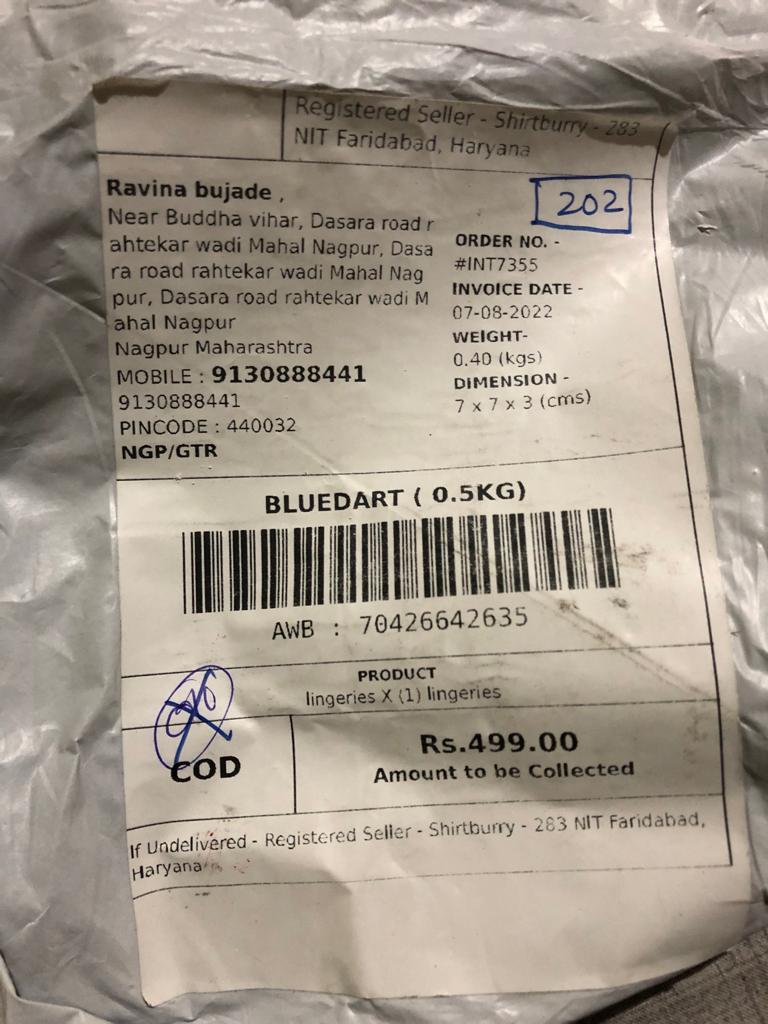 Registered Seller - Shirtburry - 283
NIT Faridabad, Haryana
Ravina bujade ,
Near Buddha vihar, Dasara road r
ahtekar wadi Mahal Nagpur, Dasa
ra road rahtekar wadi Mahal Nag
pur, Dasara road rahtekar wadi M
ahal Nagpur
Nagpur Maharashtra
MOBILE : 9130888441
9130888441
PINCODE : 440032
NGP/GTR
202
ORDER NO. -
#INT7355
INVOICE DATE -
07-08-2022
WEIGHT-
0.40 (kgs)
DIMENSION -
7 x 7 x 3 (cms)
BLUEDART ( 0.5KG)
AWB : 70426642635
PRODUCT
lingeries X (1) lingeries
COD
Rs.499.00
Amount to be Collected
If Undelivered - Registered Seller - Shirtburry - 283 NIT Faridabad,
Haryana